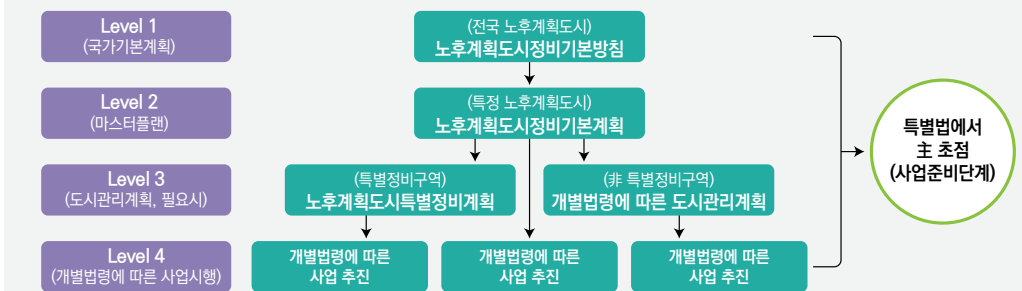 Level 1
(국가기본계획)
(전국 노후계획도시)
노후계획도시정비기본방침
Level 2
(마스터플랜)
(특정 노후계획도시)
노후계획도시정비기본계획
Level 3
(도시관리계획, 필요시)
(특별정비구역)
노후계획도시특별정비계획
(非 특별정비구역)
개별법령에 따른 도시관리계획
Level 4
(개별법령에 따른 사업시행)
개별법령에 따른
사업 추진
개별법령에 따른
사업 추진
개별법령에 따른
사업 추진
특별법에서
主 초점
(사업준비단계)